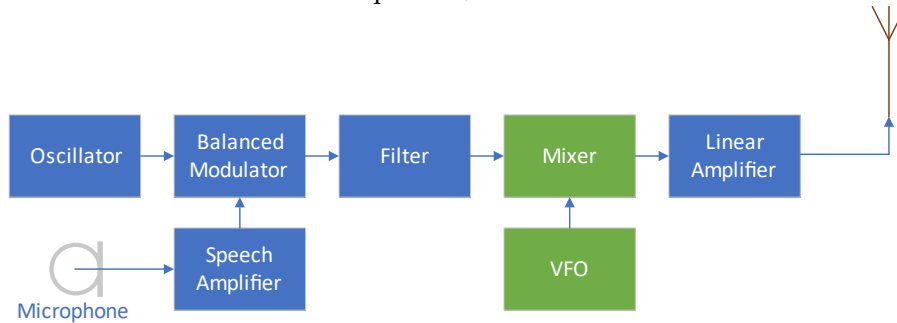 Oscillator
Balanced
Modulator
Filter
Mixer
Linear
Amplifier
Speech
Amplifier
VFO
Microphone